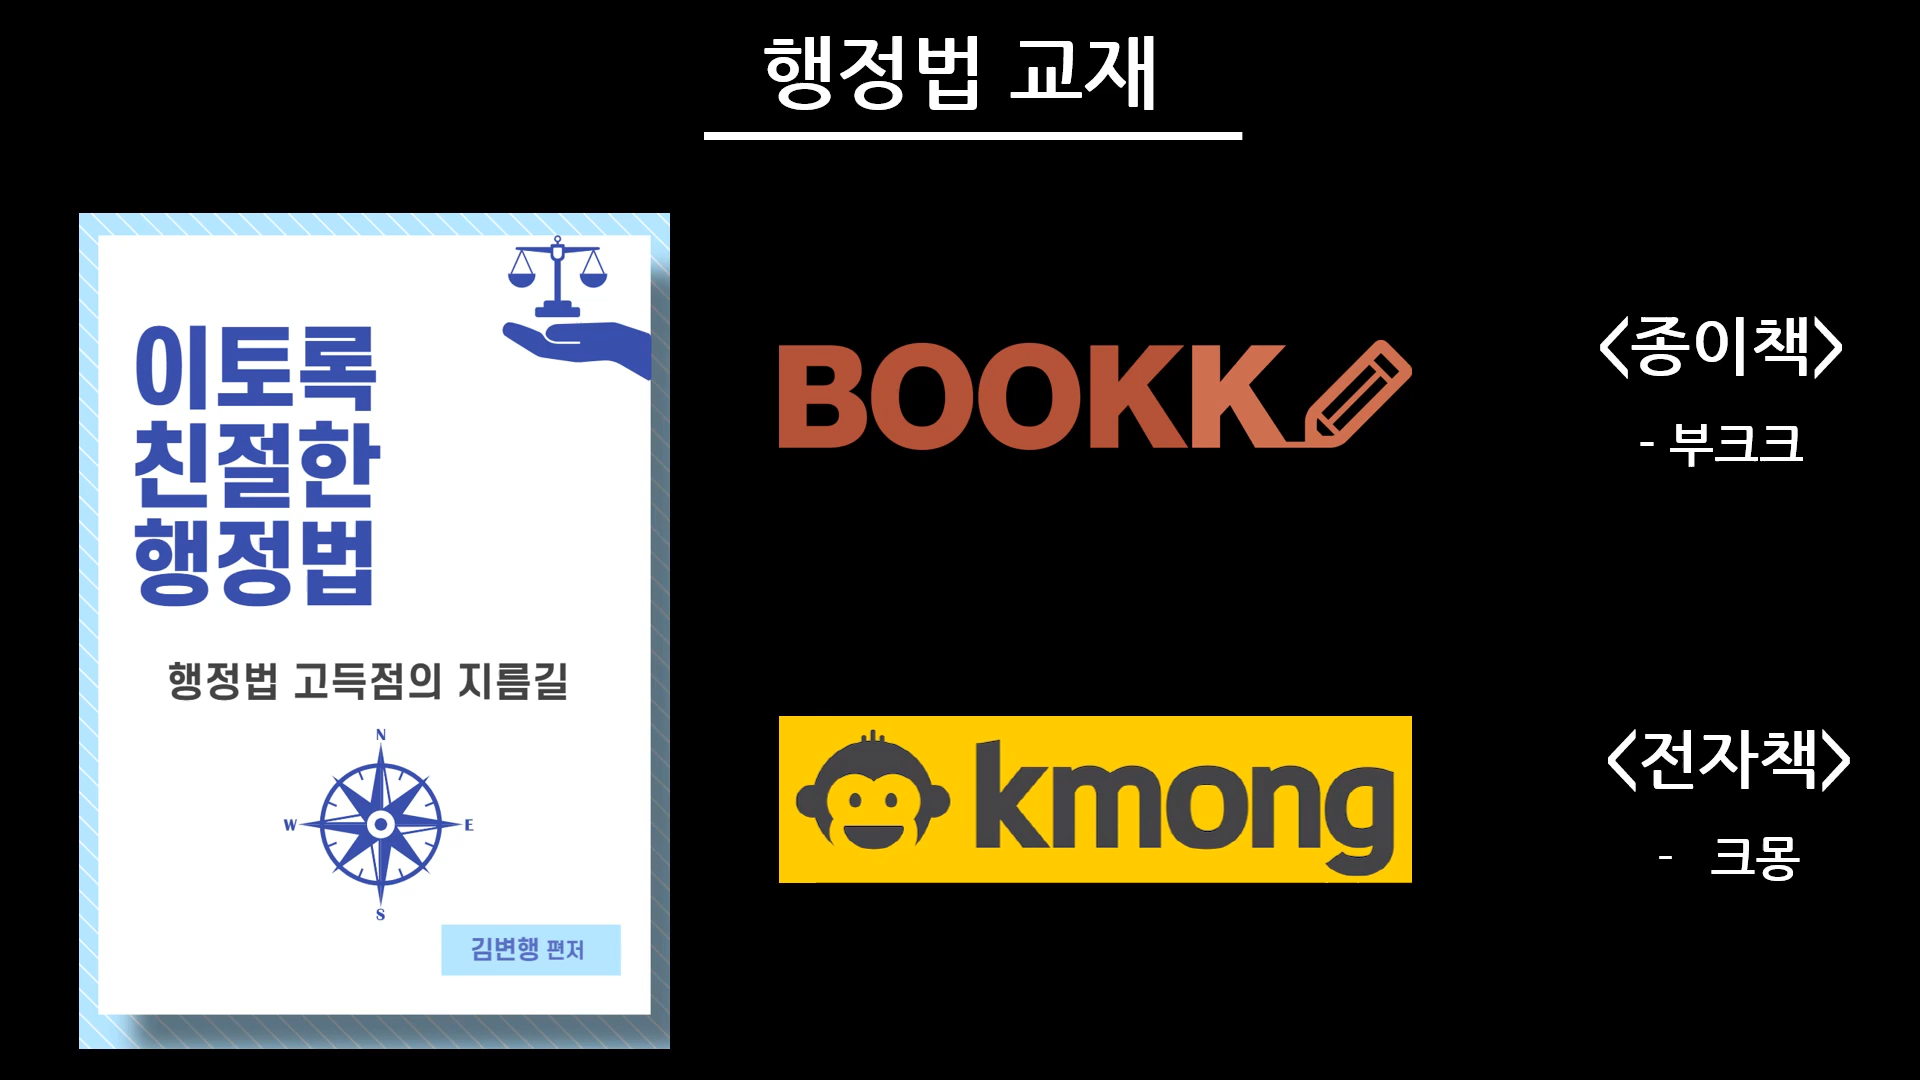 행정법 교재
이토록
친절한
행정법
행정법 고득점의 지름길
N
W
E
S
김변행 편저
BOOKK
<종이책>
- 부크크
kmong
<전자책>
- 크몽